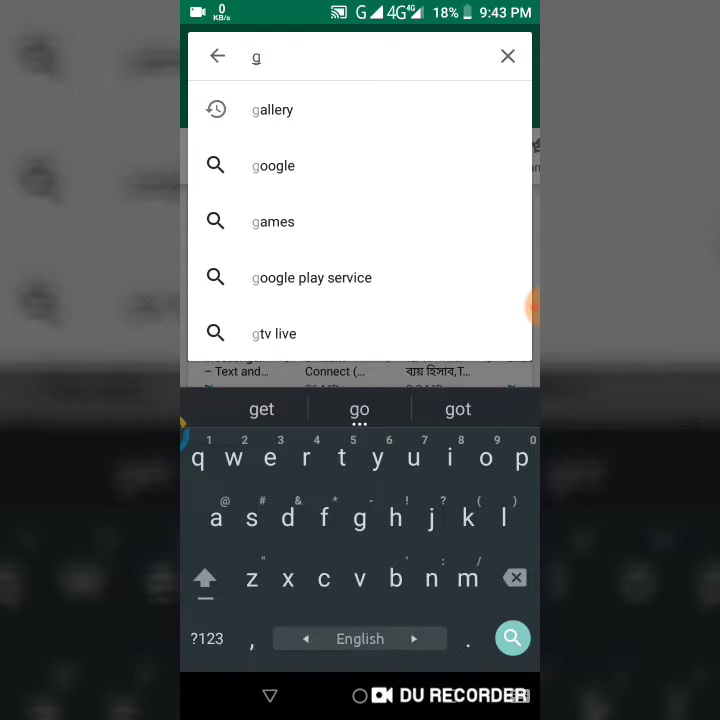 0
KB/s
G 4G 4G 18% 9:43 PM
g
gallery
google
games
google play service
gtv live
– Text and...
Connect (...
ব্যয় হিসাব,T...
get
go
got
1 2 3 4 5 6 7 8 9 0
q w e r t y u i o p
@ # & * - ! ? ( )
a s d f g h j k l
" ' : /
z x c v b n m
?123 , English .
DU RECORDER